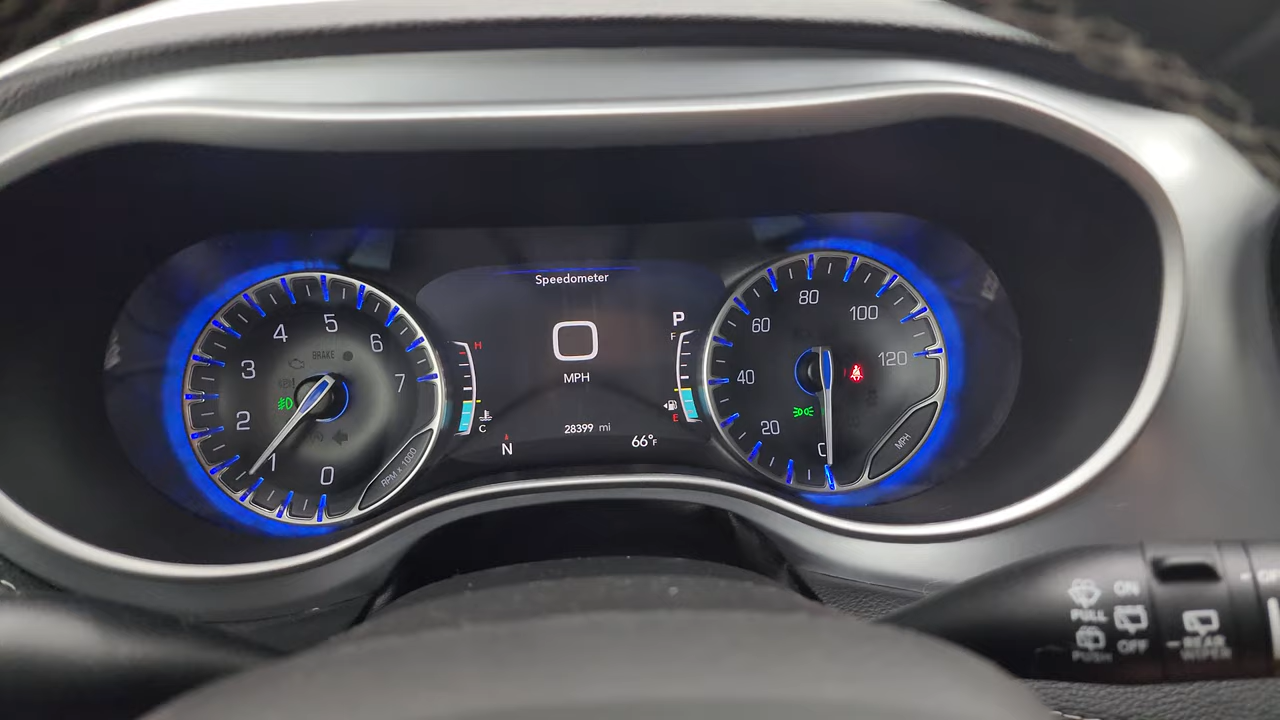 Speedometer
0
MPH
28399 mi
N
66°F
P
F
E
H
C
0
1
2
3
4
5
6
7
BRAKE
RPM x 1000
0
20
40
60
80
100
120
MPH
PULL
PUSH
ON
OFF
REAR
WIPER